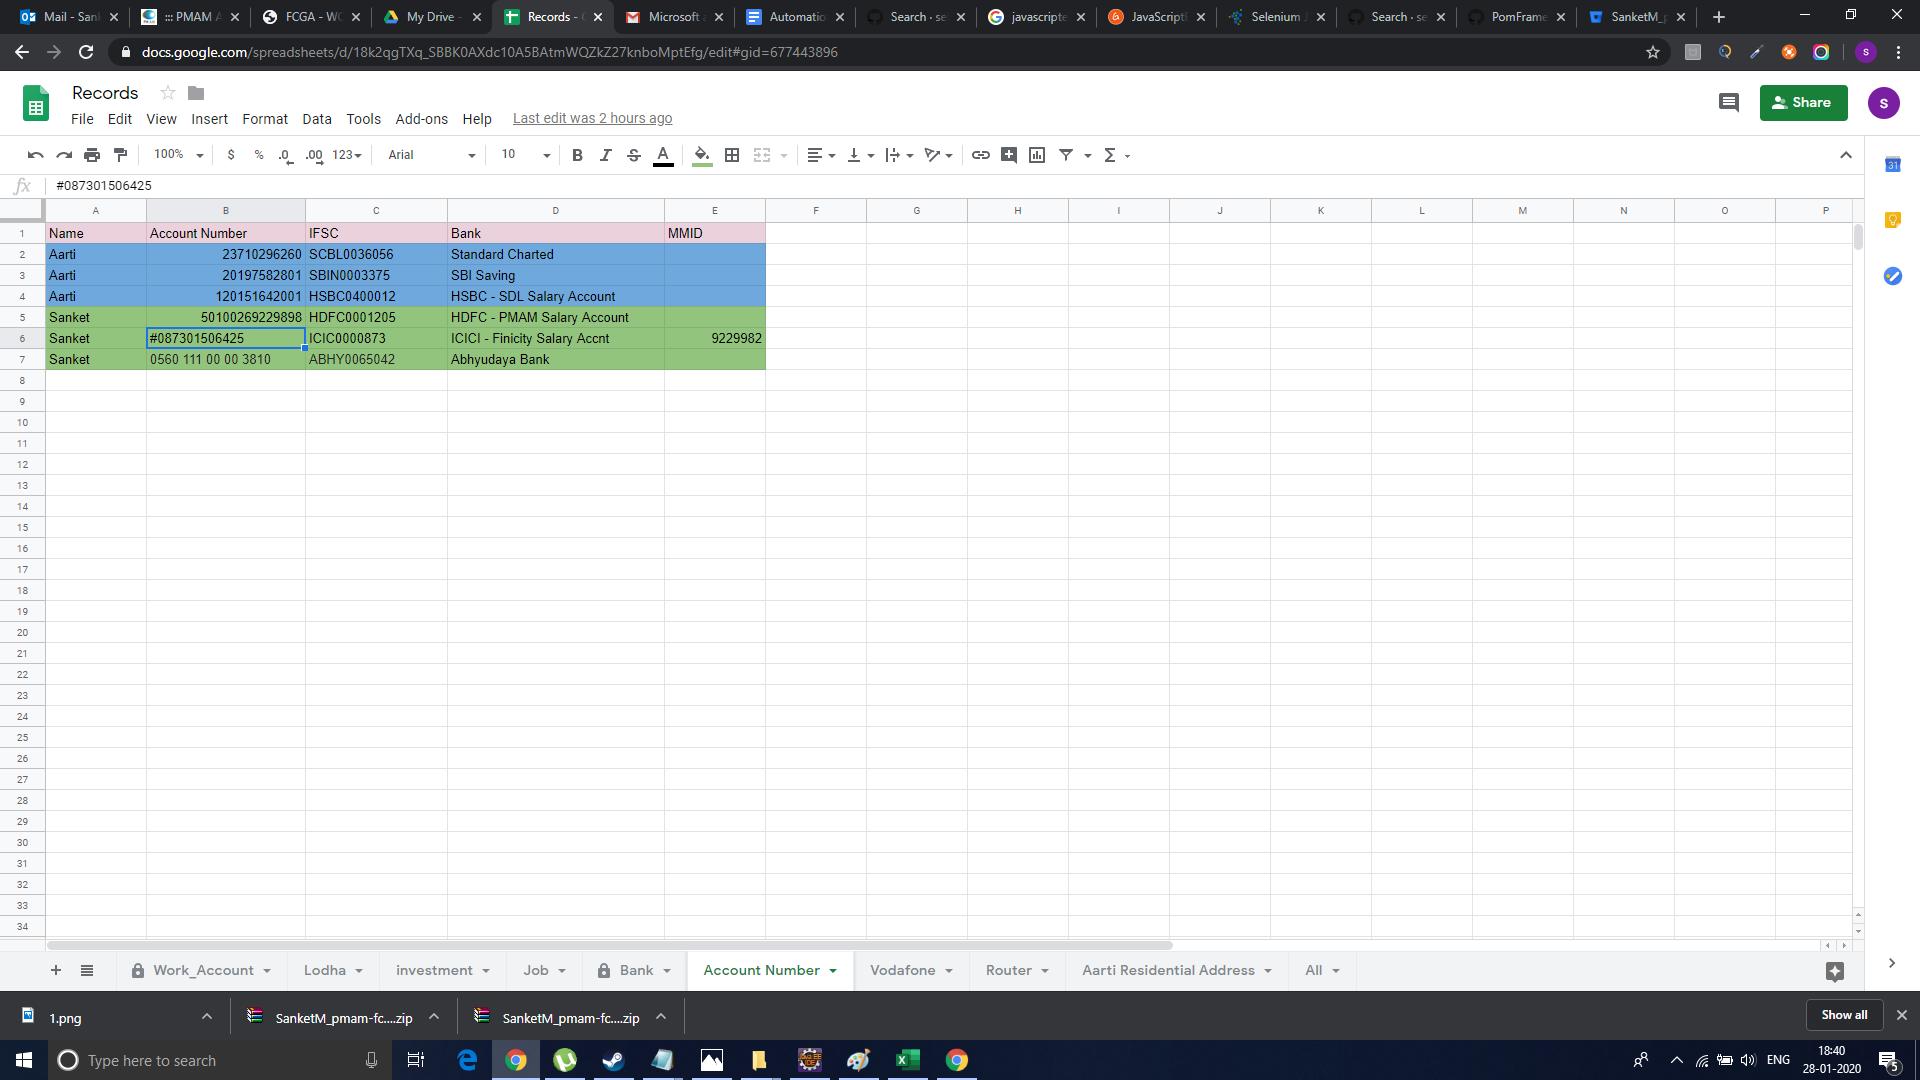 Mail - San
::: PMAM A
FCGA - WC
My Drive -
Records - G
Microsoft a
Automatio
Search · se
javascripte
JavaScriptE
Selenium J
Search · se
PomFrame
SanketM_p
docs.google.com/spreadsheets/d/18k2qgTXq_SBBK0AXdc10A5BAtmWQZkZ27knboMptEfg/edit#gid=677443896
Records
File Edit View Insert Format Data Tools Add-ons Help Last edit was 2 hours ago
Share
S
100% $ % .0 .00 123 Arial 10 B I S A
fx #087301506425
A B C D E F G H I J K L M N O P
1 Name Account Number IFSC Bank MMID
2 Aarti 23710296260 SCBL0036056 Standard Charted
3 Aarti 20197582801 SBIN0003375 SBI Saving
4 Aarti 120151642001 HSBC0400012 HSBC - SDL Salary Account
5 Sanket 50100269229898 HDFC0001205 HDFC - PMAM Salary Account
6 Sanket #087301506425 ICIC0000873 ICICI - Finicity Salary Accnt 9229982
7 Sanket 0560 111 00 00 3810 ABHY0065042 Abhyudaya Bank
8
9
10
11
12
13
14
15
16
17
18
19
20
21
22
23
24
25
26
27
28
29
30
31
32
33
34
Work_Account Lodha investment Job Bank Account Number Vodafone Router Aarti Residential Address All
1.png SanketM_pmam-fc....zip SanketM_pmam-fc....zip Show all
Type here to search
ENG
18:40
28-01-2020
5